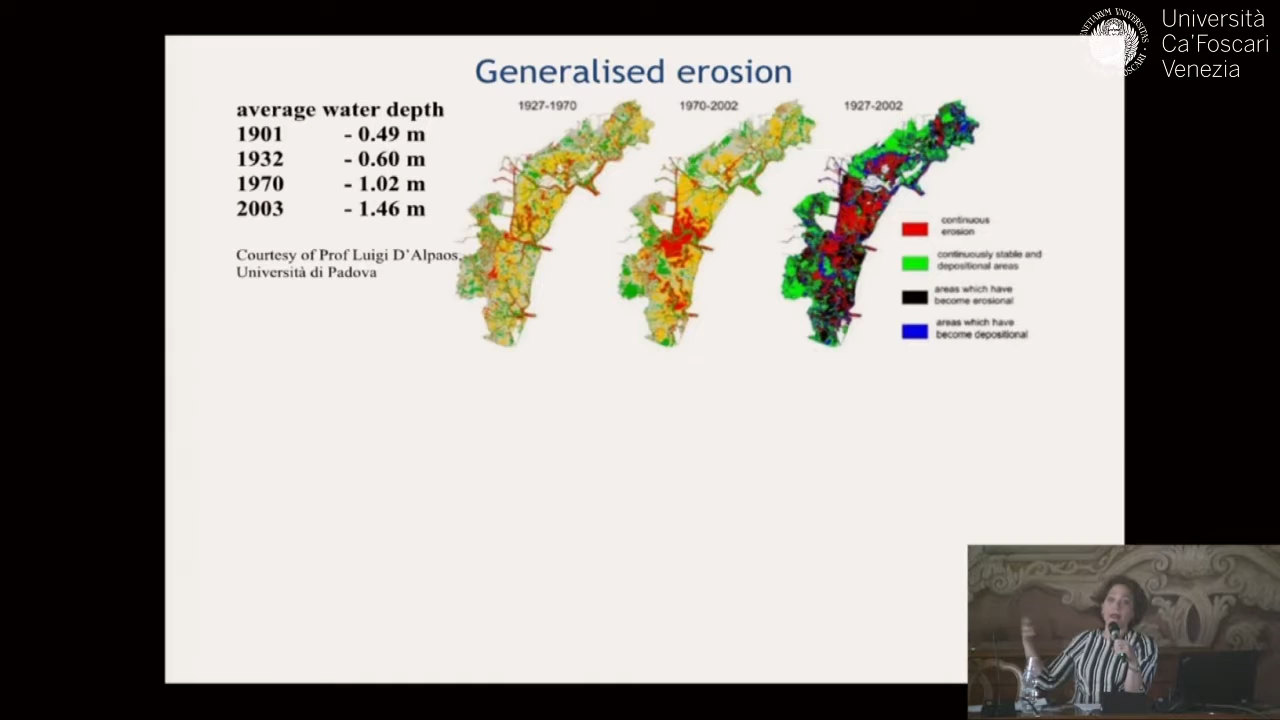 Università
Ca'Foscari
Venezia
Generalised erosion
average water depth
1901 - 0.49 m
1932 - 0.60 m
1970 - 1.02 m
2003 - 1.46 m
Courtesy of Prof Luigi D'Alpaos,
Università di Padova
1927-1970
1970-2002
1927-2002
continuous
erosion
continuously stable and
depositional areas
areas which have
become erosional
areas which have
become depositional